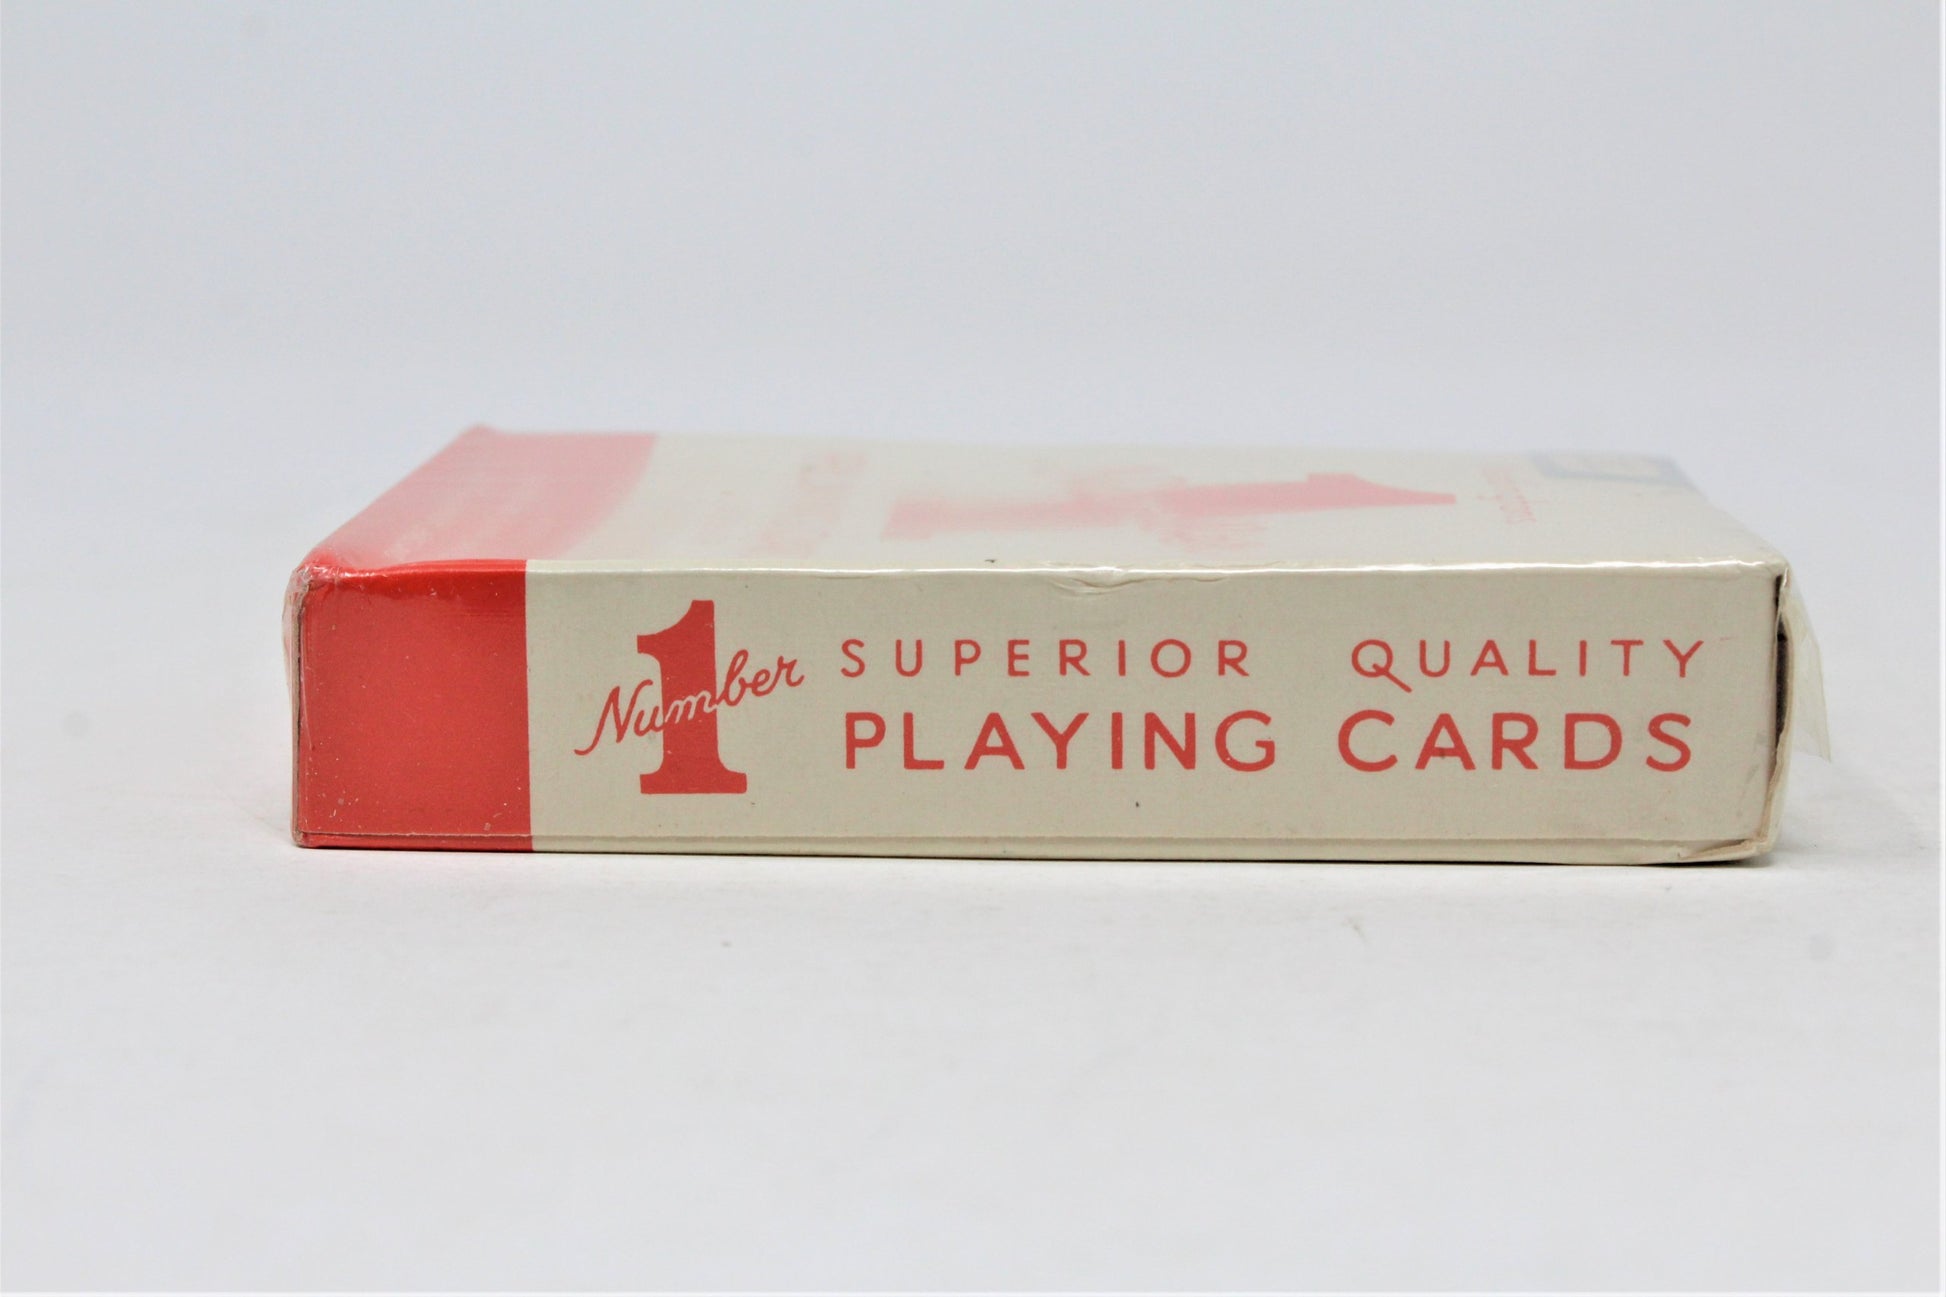 Number 1
SUPERIOR QUALITY
PLAYING CARDS